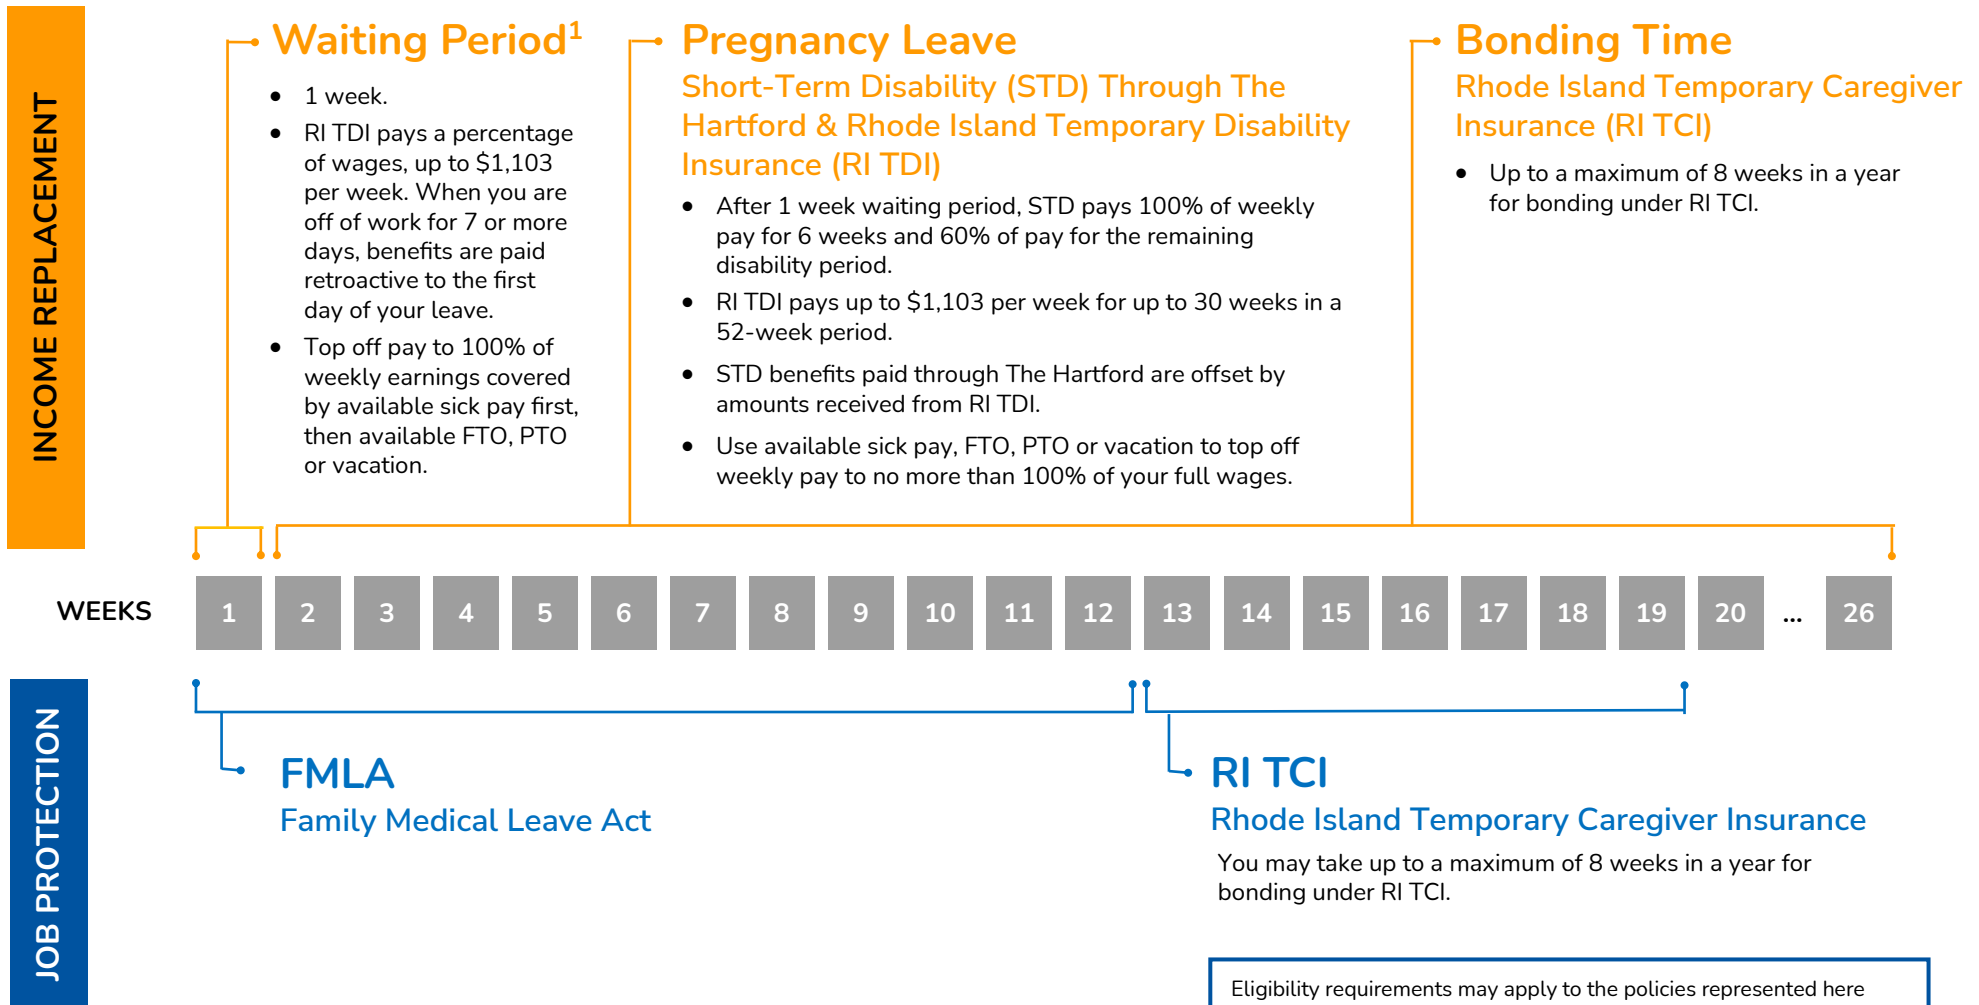 INCOME REPLACEMENT
Waiting Period1
• 1 week.
• RI TDI pays a percentage
of wages, up to $1,103
per week. When you are
off of work for 7 or more
days, benefits are paid
retroactive to the first
day of your leave.
• Top off pay to 100% of
weekly earnings covered
by available sick pay first,
then available FTO, PTO
or vacation.
Pregnancy Leave
Short-Term Disability (STD) Through The
Hartford & Rhode Island Temporary Disability
Insurance (RI TDI)
• After 1 week waiting period, STD pays 100% of weekly
pay for 6 weeks and 60% of pay for the remaining
disability period.
• RI TDI pays up to $1,103 per week for up to 30 weeks in a
52-week period.
• STD benefits paid through The Hartford are offset by
amounts received from RI TDI.
• Use available sick pay, FTO, PTO or vacation to top off
weekly pay to no more than 100% of your full wages.
Bonding Time
Rhode Island Temporary Caregiver
Insurance (RI TCI)
• Up to a maximum of 8 weeks in a year
for bonding under RI TCI.
WEEKS 1 2 3 4 5 6 7 8 9 10 11 12 13 14 15 16 17 18 19 20 ... 26
JOB PROTECTION
FMLA
Family Medical Leave Act
RI TCI
Rhode Island Temporary Caregiver Insurance
You may take up to a maximum of 8 weeks in a year for
bonding under RI TCI.
Eligibility requirements may apply to the policies represented here